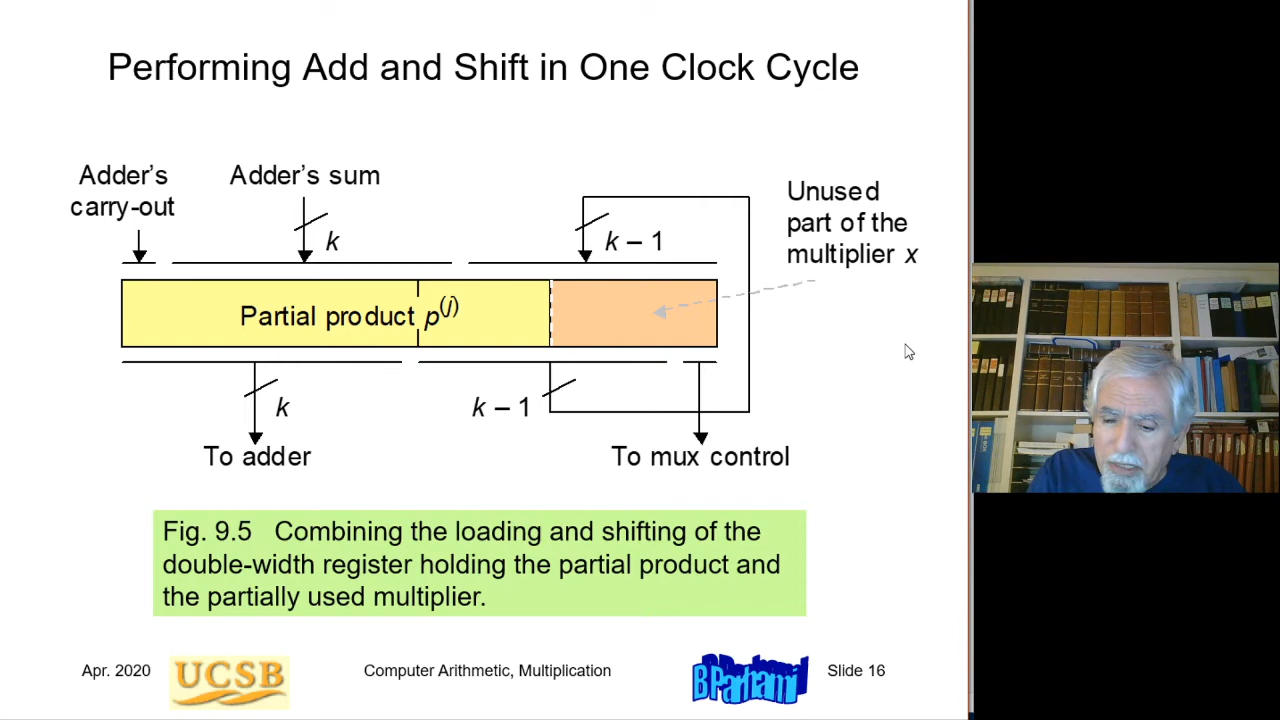 Performing Add and Shift in One Clock Cycle
Adder's
carry-out
Adder's sum
k
k – 1
Unused
part of the
multiplier x
Partial product p(j)
k
k – 1
To adder
To mux control
Fig. 9.5 Combining the loading and shifting of the
double-width register holding the partial product and
the partially used multiplier.
Apr. 2020
UCSB
Computer Arithmetic, Multiplication
B Parhami
Slide 16